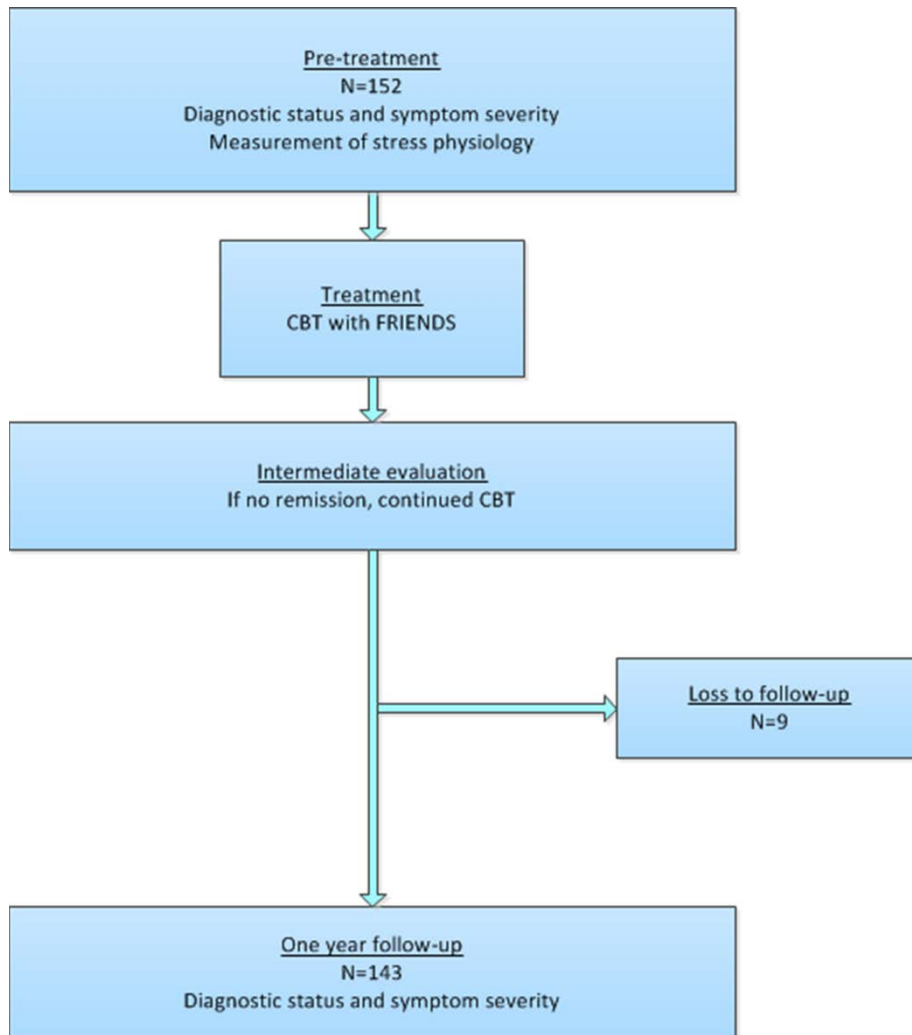 Pre-treatment
N=152
Diagnostic status and symptom severity
Measurement of stress physiology
Treatment
CBT with FRIENDS
Intermediate evaluation
If no remission, continued CBT
Loss to follow-up
N=9
One year follow-up
N=143
Diagnostic status and symptom severity